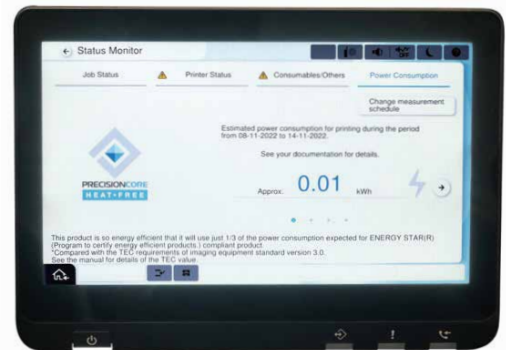 Status Monitor
Job Status
Printer Status
Consumables/Others
Power Consumption
Change measurement
schedule
Estimated power consumption for printing during the period
from 08-11-2022 to 14-11-2022.
See your documentation for details.
PRECISIONCORE
HEAT-FREE
Approx. 0.01 kWh
This product is so energy efficient that it will use just 1/3 of the power consumption expected for ENERGY STAR(R)
(Program to certify energy efficient products.) compliant product.
*Compared with the TEC requirements of imaging equipment standard version 3.0.
See the manual for details of the TEC value.